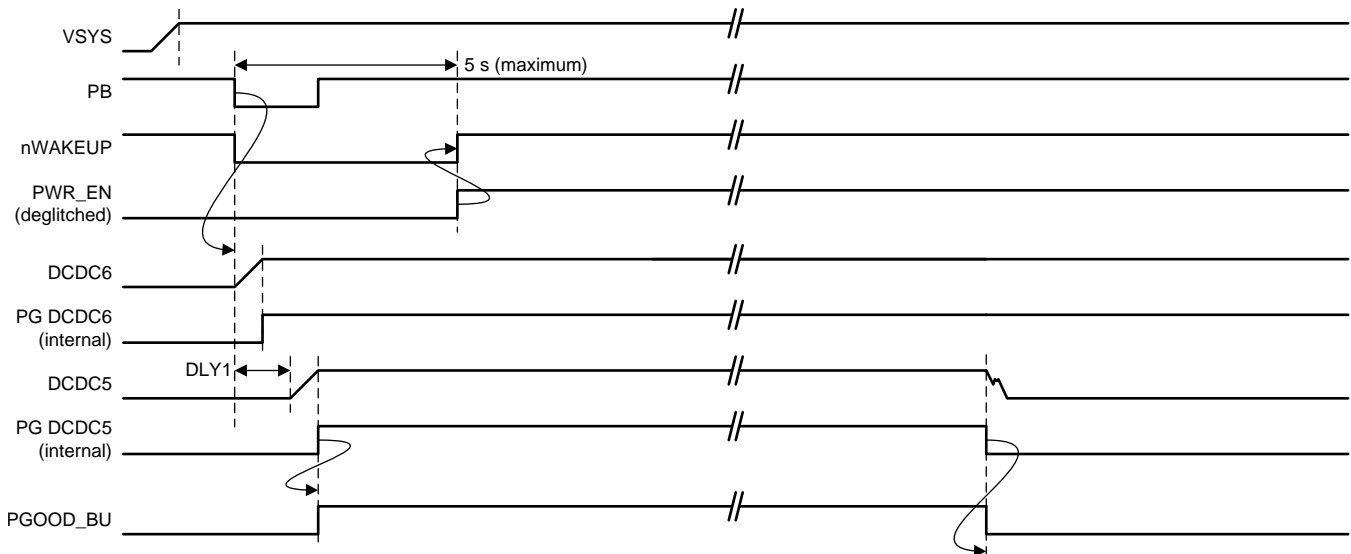 VSYS
5 s (maximum)
PB
nWAKEUP
PWR_EN
(deglitched)
DCDC6
PG DCDC6
(internal)
DLY1
DCDC5
PG DCDC5
(internal)
PGOOD_BU